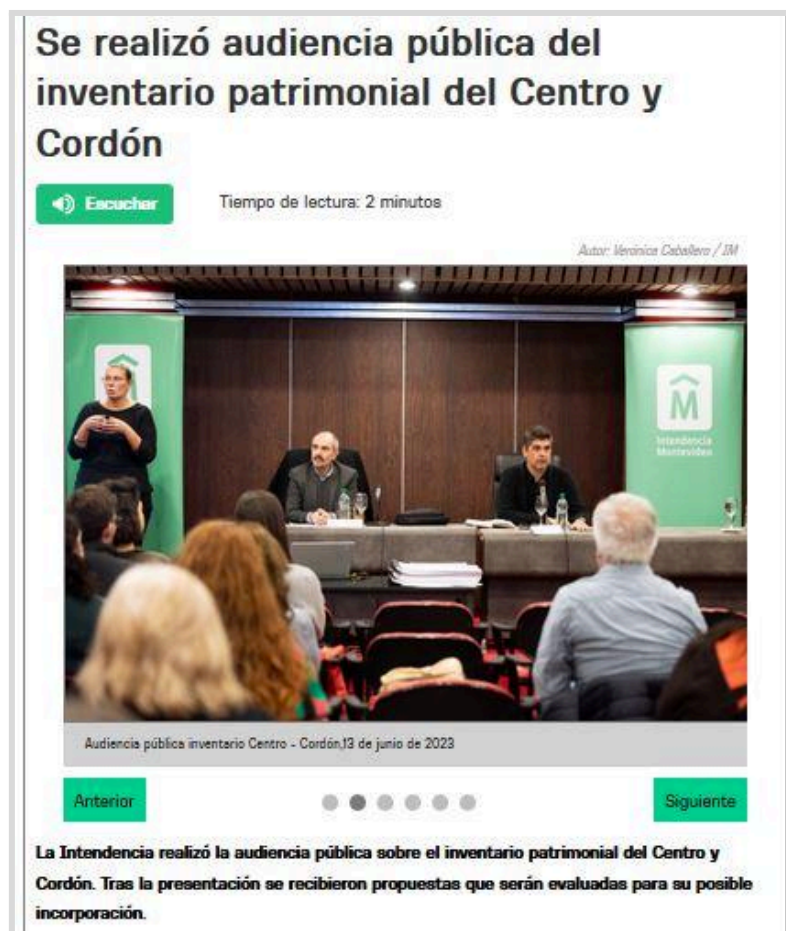 Se realizó audiencia pública del
inventario patrimonial del Centro y
Cordón
Escuchar
Tiempo de lectura: 2 minutos
Autor: Verónica Caballero / IM
M
Intendencia
Montevideo
Audiencia pública inventario Centro - Cordón,13 de junio de 2023
Anterior
Siguiente
La Intendencia realizó la audiencia pública sobre el inventario patrimonial del Centro y
Cordón. Tras la presentación se recibieron propuestas que serán evaluadas para su posible
incorporación.